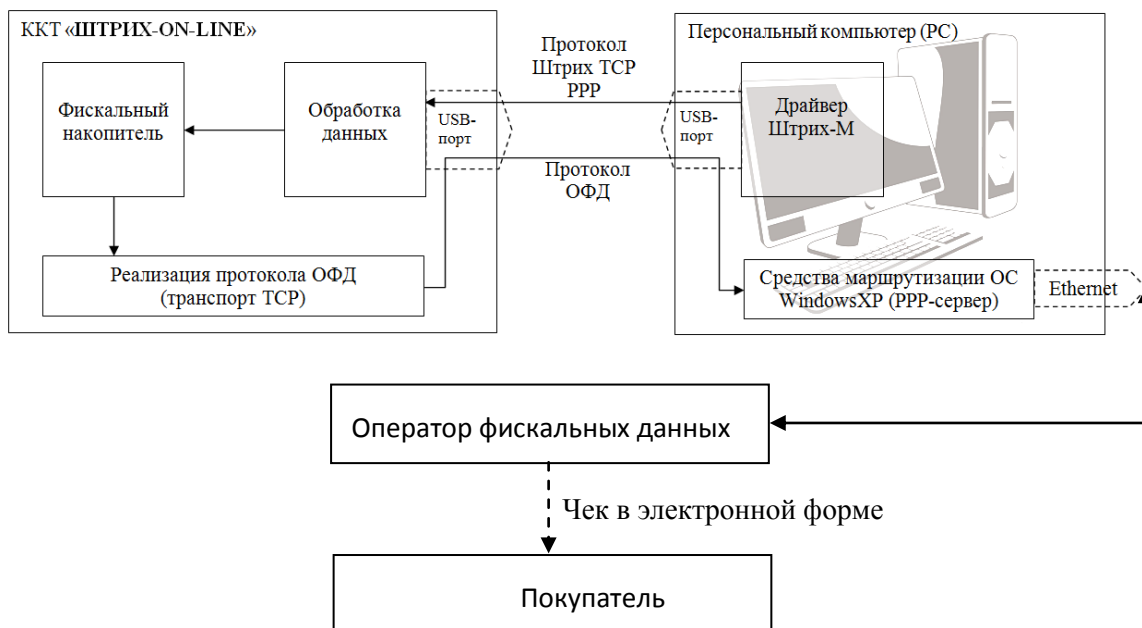 ККТ «ШТРИХ-ON-LINE»
Фискальный
накопитель
Обработка
данных
USB-
порт
Реализация протокола ОФД
(транспорт TCP)
Протокол
Штрих TCP
PPP
Протокол
ОФД
Персональный компьютер (PC)
USB-
порт
Драйвер
Штрих-М
Средства маршрутизации ОС
WindowsXP (PPP-сервер)
Ethernet
Оператор фискальных данных
Чек в электронной форме
Покупатель